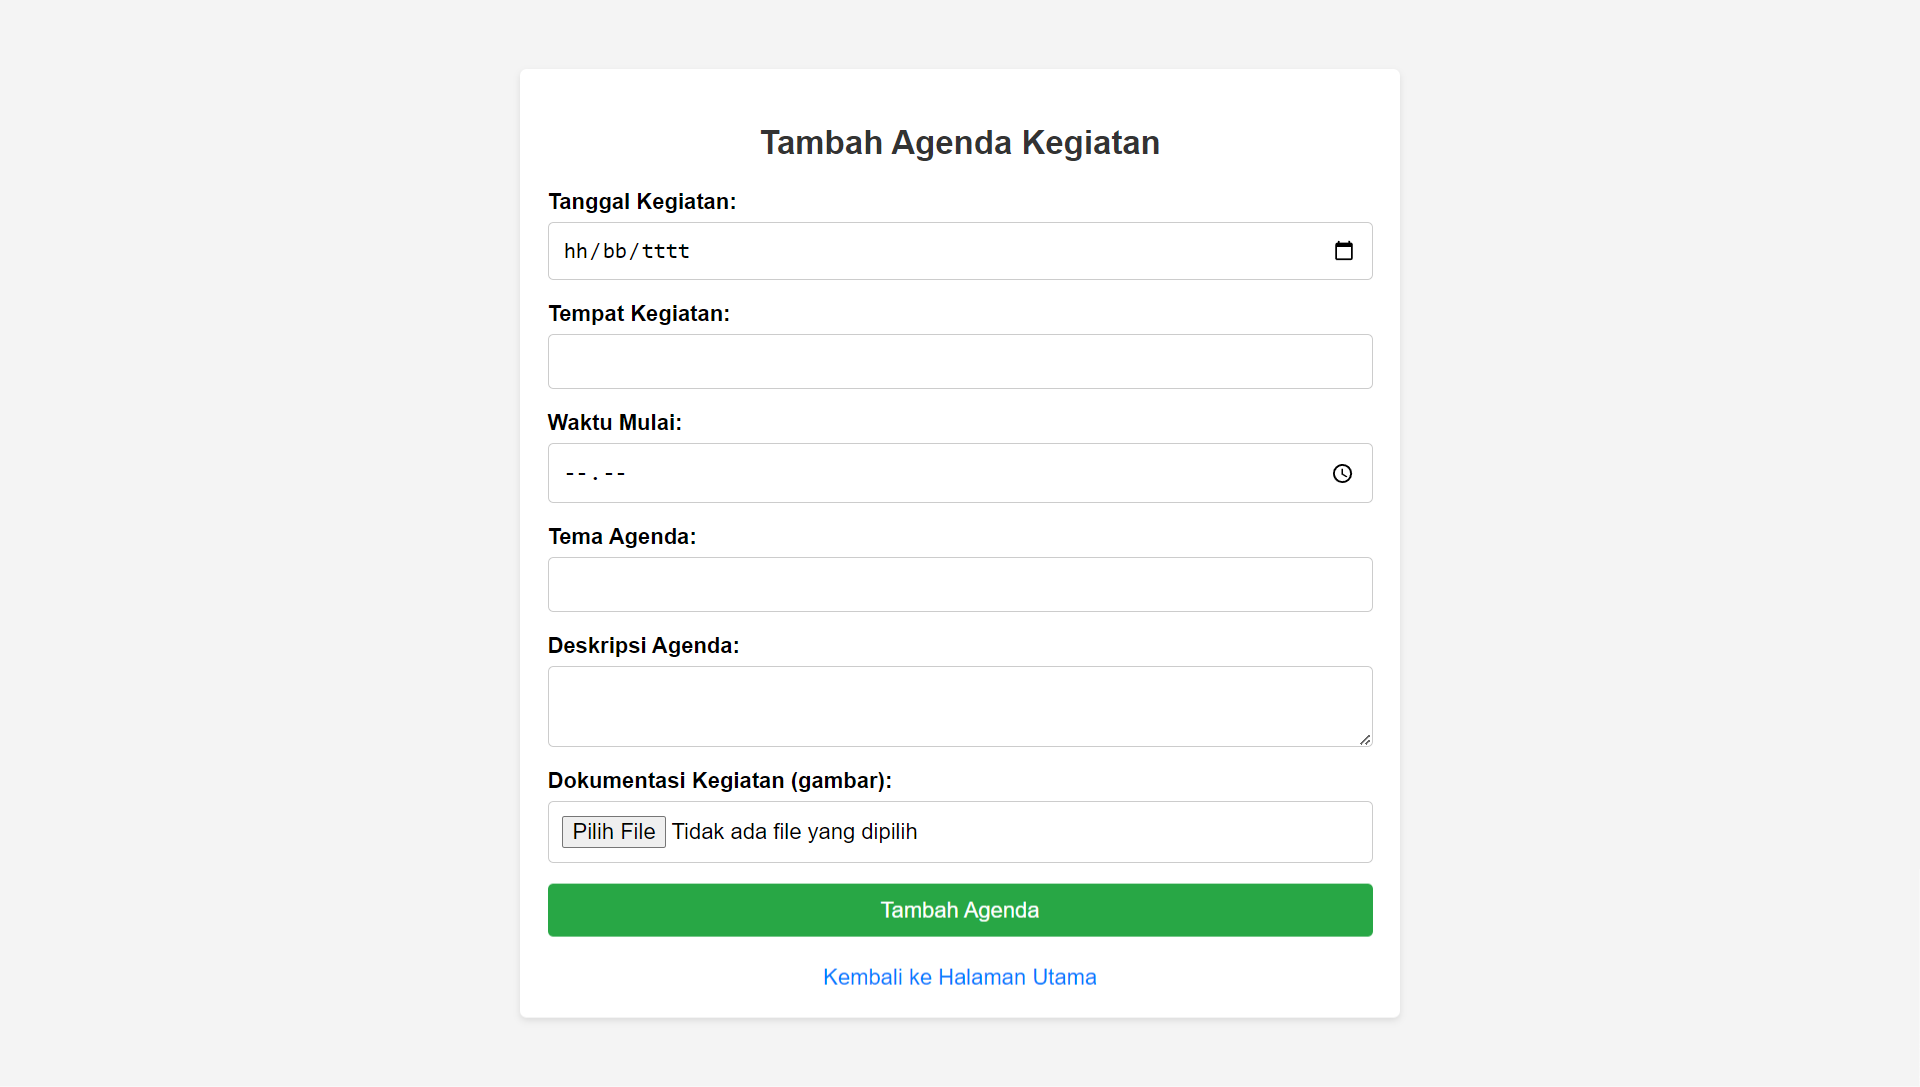 Tambah Agenda Kegiatan
Tanggal Kegiatan:
hh/bb/tttt
Tempat Kegiatan:
Waktu Mulai:
--.--
Tema Agenda:
Deskripsi Agenda:
Dokumentasi Kegiatan (gambar):
Pilih File Tidak ada file yang dipilih
Tambah Agenda
Kembali ke Halaman Utama